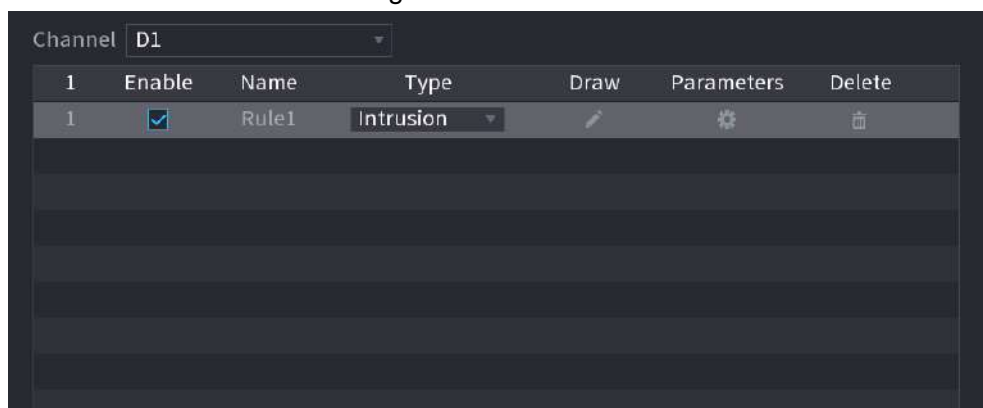 Channel D1
1 Enable Name Type Draw Parameters Delete
1 Rule1 Intrusion